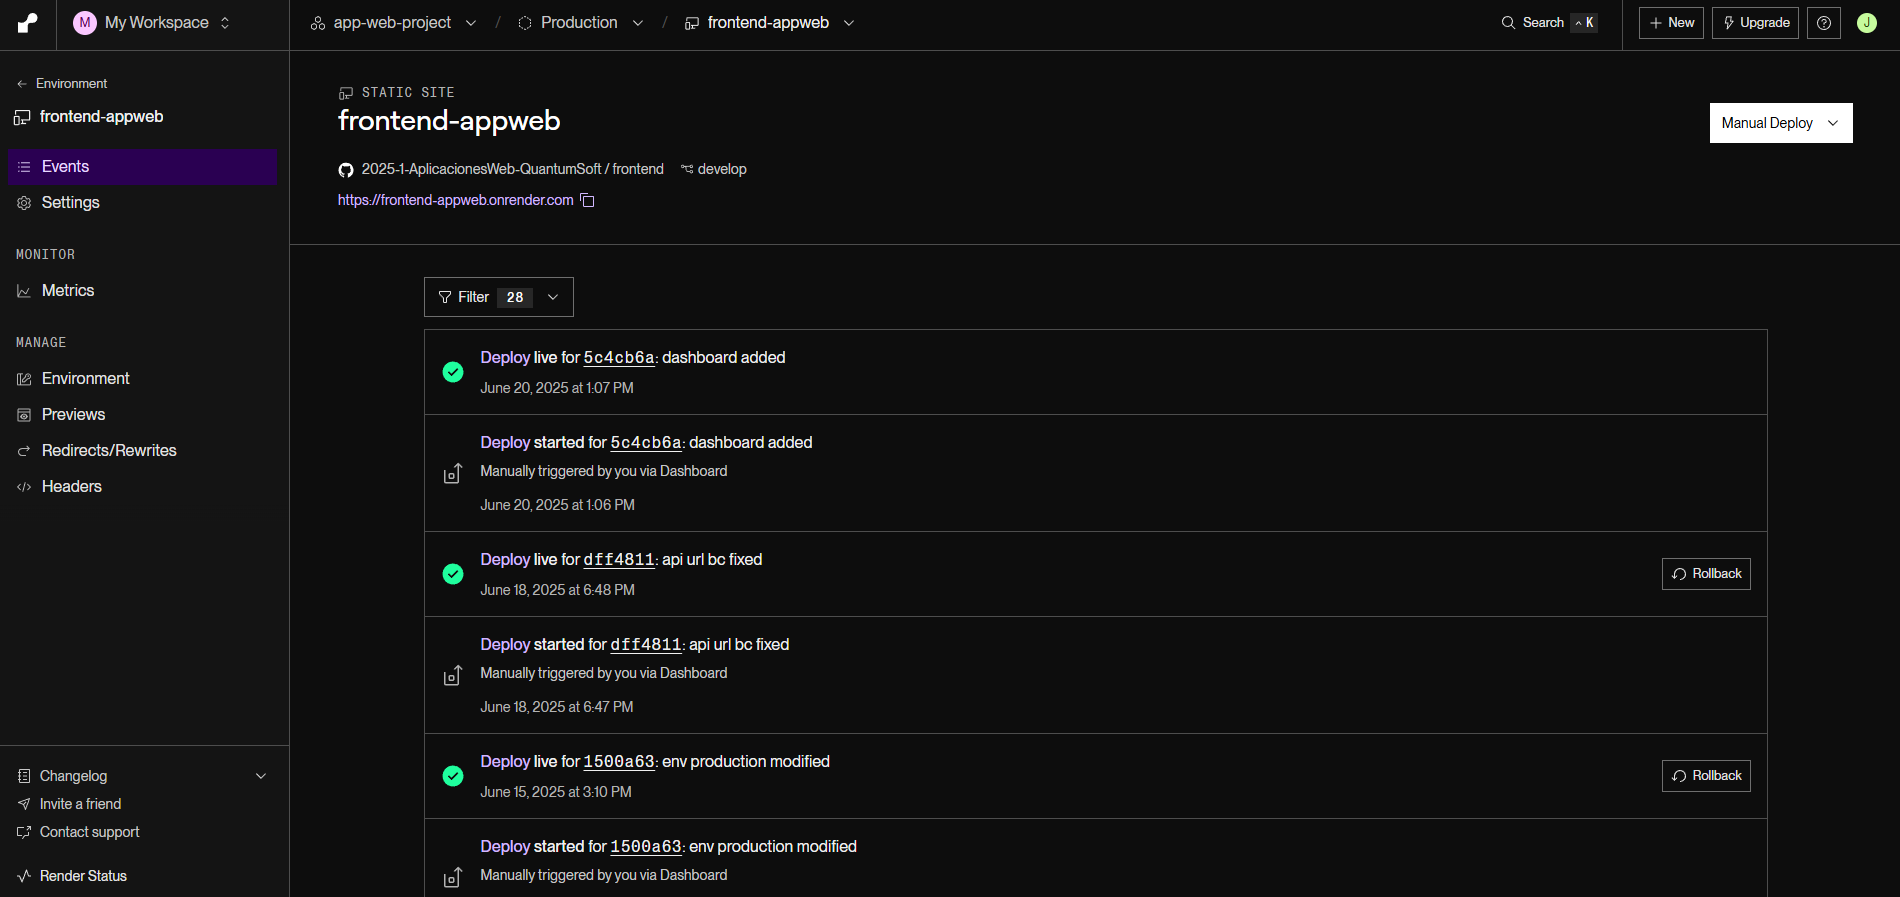 M My Workspace
app-web-project / Production / frontend-appweb
Search ^ K
+ New
Upgrade
J
← Environment
frontend-appweb
Events
Settings
MONITOR
Metrics
MANAGE
Environment
Previews
Redirects/Rewrites
Headers
Changelog
Invite a friend
Contact support
Render Status
STATIC SITE
frontend-appweb
Manual Deploy
2025-1-AplicacionesWeb-QuantumSoft / frontend develop
https://frontend-appweb.onrender.com
Filter 28
Deploy live for 5c4cb6a: dashboard added
June 20, 2025 at 1:07 PM
Deploy started for 5c4cb6a: dashboard added
Manually triggered by you via Dashboard
June 20, 2025 at 1:06 PM
Deploy live for dff4811: api url bc fixed
June 18, 2025 at 6:48 PM
Rollback
Deploy started for dff4811: api url bc fixed
Manually triggered by you via Dashboard
June 18, 2025 at 6:47 PM
Deploy live for 1500a63: env production modified
June 15, 2025 at 3:10 PM
Rollback
Deploy started for 1500a63: env production modified
Manually triggered by you via Dashboard